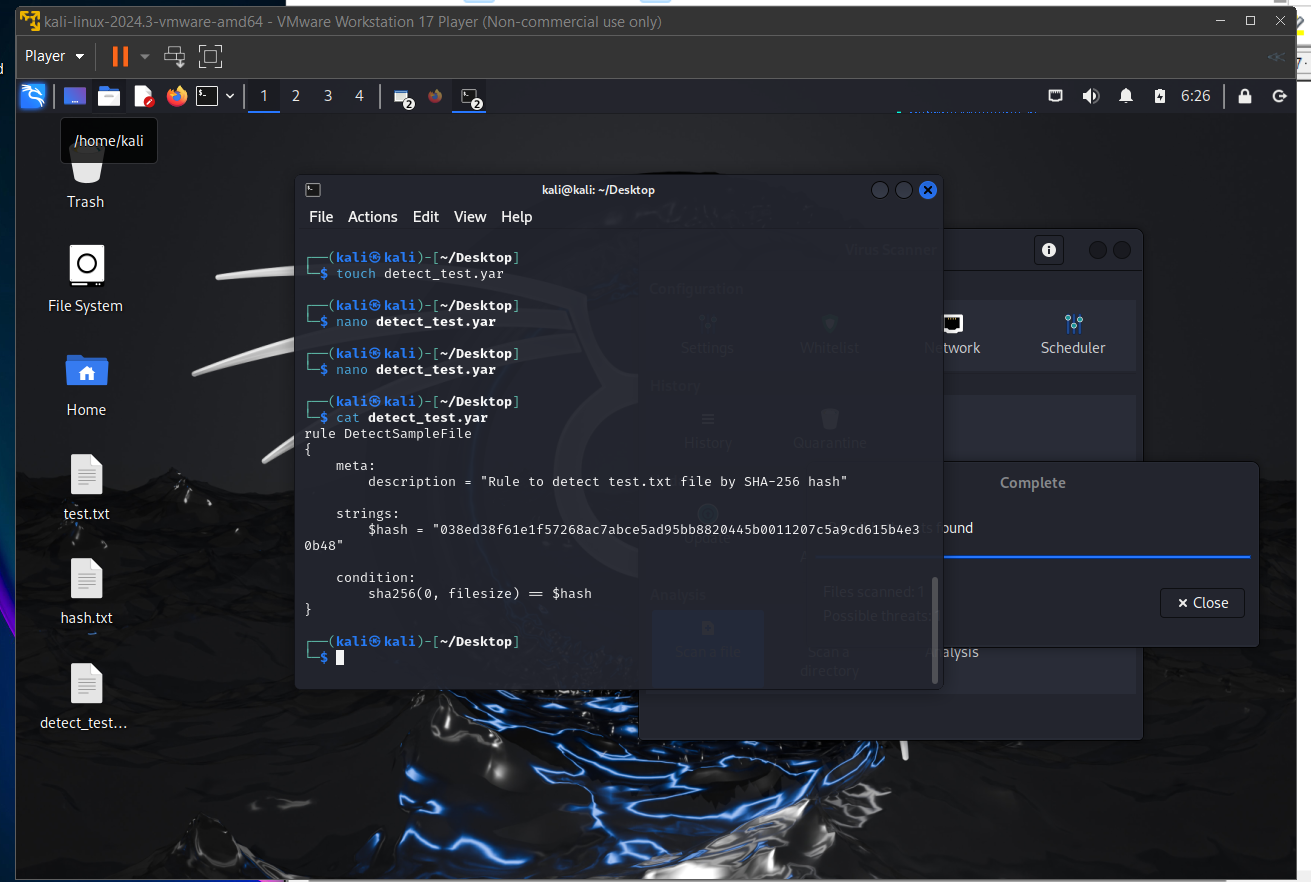 kali-linux-2024.3-vmware-amd64 - VMware Workstation 17 Player (Non-commercial use only)
Player
1 2 3 4 2 2 6:26
/home/kali
Trash
File System
Home
test.txt
hash.txt
detect_test…
kali@kali: ~/Desktop
File Actions Edit View Help
┌──(kali㉿kali)-[~/Desktop]
└─$ touch detect_test.yar
┌──(kali㉿kali)-[~/Desktop]
└─$ nano detect_test.yar
┌──(kali㉿kali)-[~/Desktop]
└─$ nano detect_test.yar
┌──(kali㉿kali)-[~/Desktop]
└─$ cat detect_test.yar
rule DetectSampleFile
{
    meta:
        description = "Rule to detect test.txt file by SHA-256 hash"
    strings:
        $hash = "038ed38f61e1f57268ac7abce5ad95bb8820445b0011207c5a9cd615b4e3
0b48"
    condition:
        sha256(0, filesize) == $hash
}
┌──(kali㉿kali)-[~/Desktop]
└─$
Virus Scanner
Configuration
Settings Whitelist Network Scheduler
History
History Quarantine
Analysis
Scan a file
Scan a
directory
Analysis
Complete
found
Files scanned: 1
Possible threats:
Close